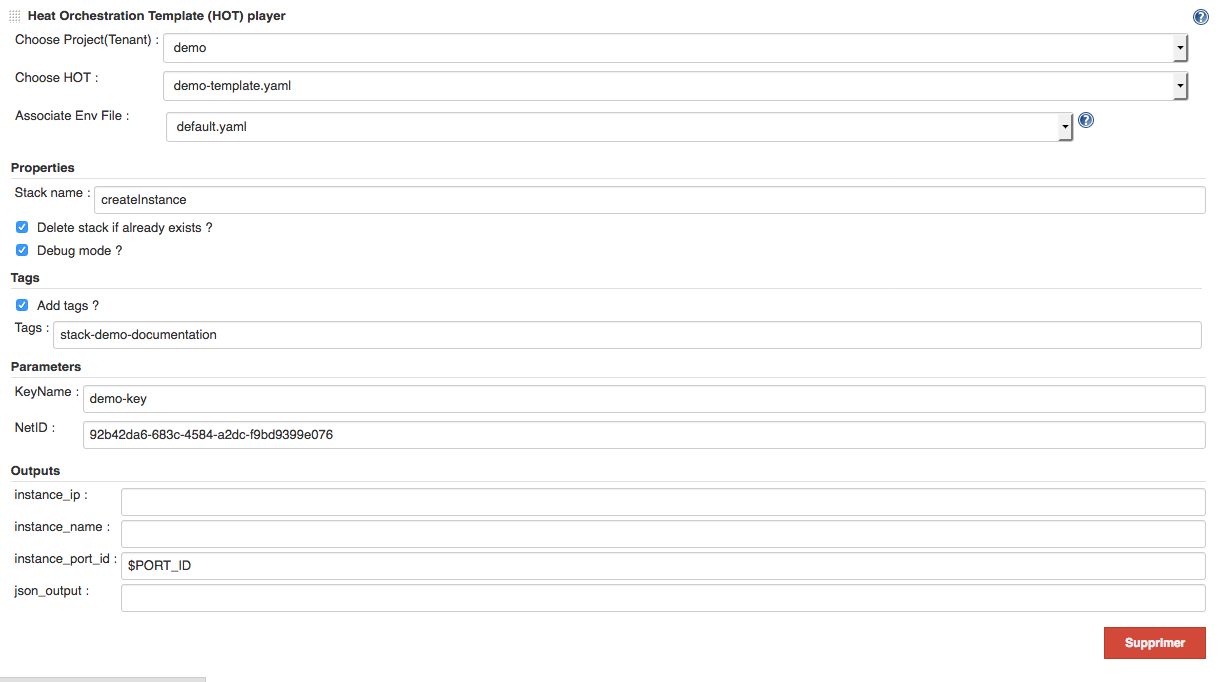 Heat Orchestration Template (HOT) player
Choose Project(Tenant) : demo
Choose HOT : demo-template.yaml
Associate Env File : default.yaml
Properties
Stack name : createInstance
Delete stack if already exists ?
Debug mode ?
Tags
Add tags ?
Tags : stack-demo-documentation
Parameters
KeyName : demo-key
NetID : 92b42da6-683c-4584-a2dc-f9bd9399e076
Outputs
instance_ip :
instance_name :
instance_port_id : $PORT_ID
json_output :
Supprimer